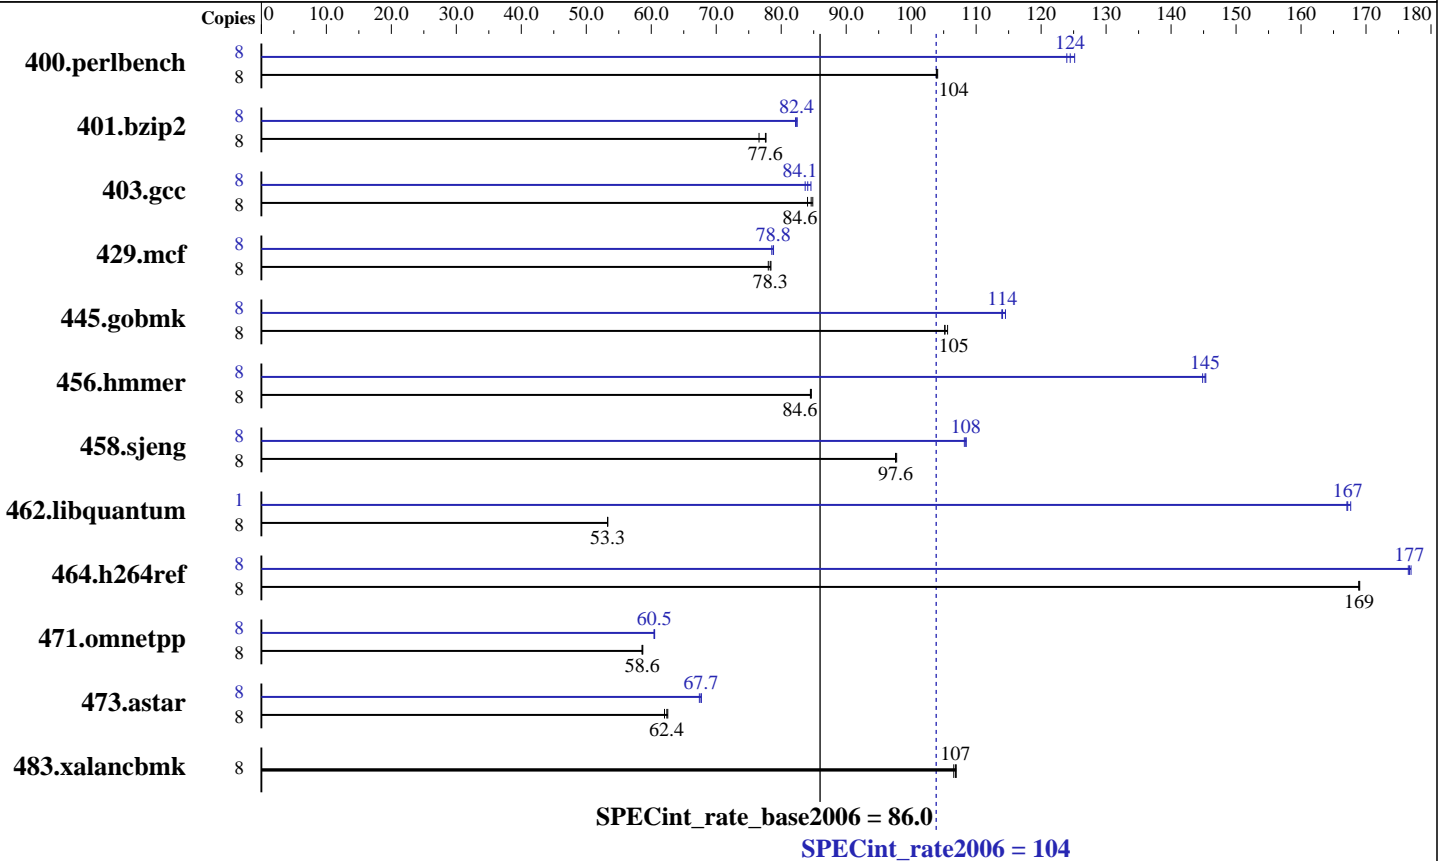 Copies 0 10.0 20.0 30.0 40.0 50.0 60.0 70.0 80.0 90.0 100 110 120 130 140 150 160 170 180
400.perlbench 8 124
8 104
401.bzip2 8 82.4
8 77.6
403.gcc 8 84.1
8 84.6
429.mcf 8 78.8
8 78.3
445.gobmk 8 114
8 105
456.hmmer 8 145
8 84.6
458.sjeng 8 108
8 97.6
462.libquantum 1 167
8 53.3
464.h264ref 8 177
8 169
471.omnetpp 8 60.5
8 58.6
473.astar 8 67.7
8 62.4
483.xalancbmk 8 107
SPECint_rate_base2006 = 86.0
SPECint_rate2006 = 104